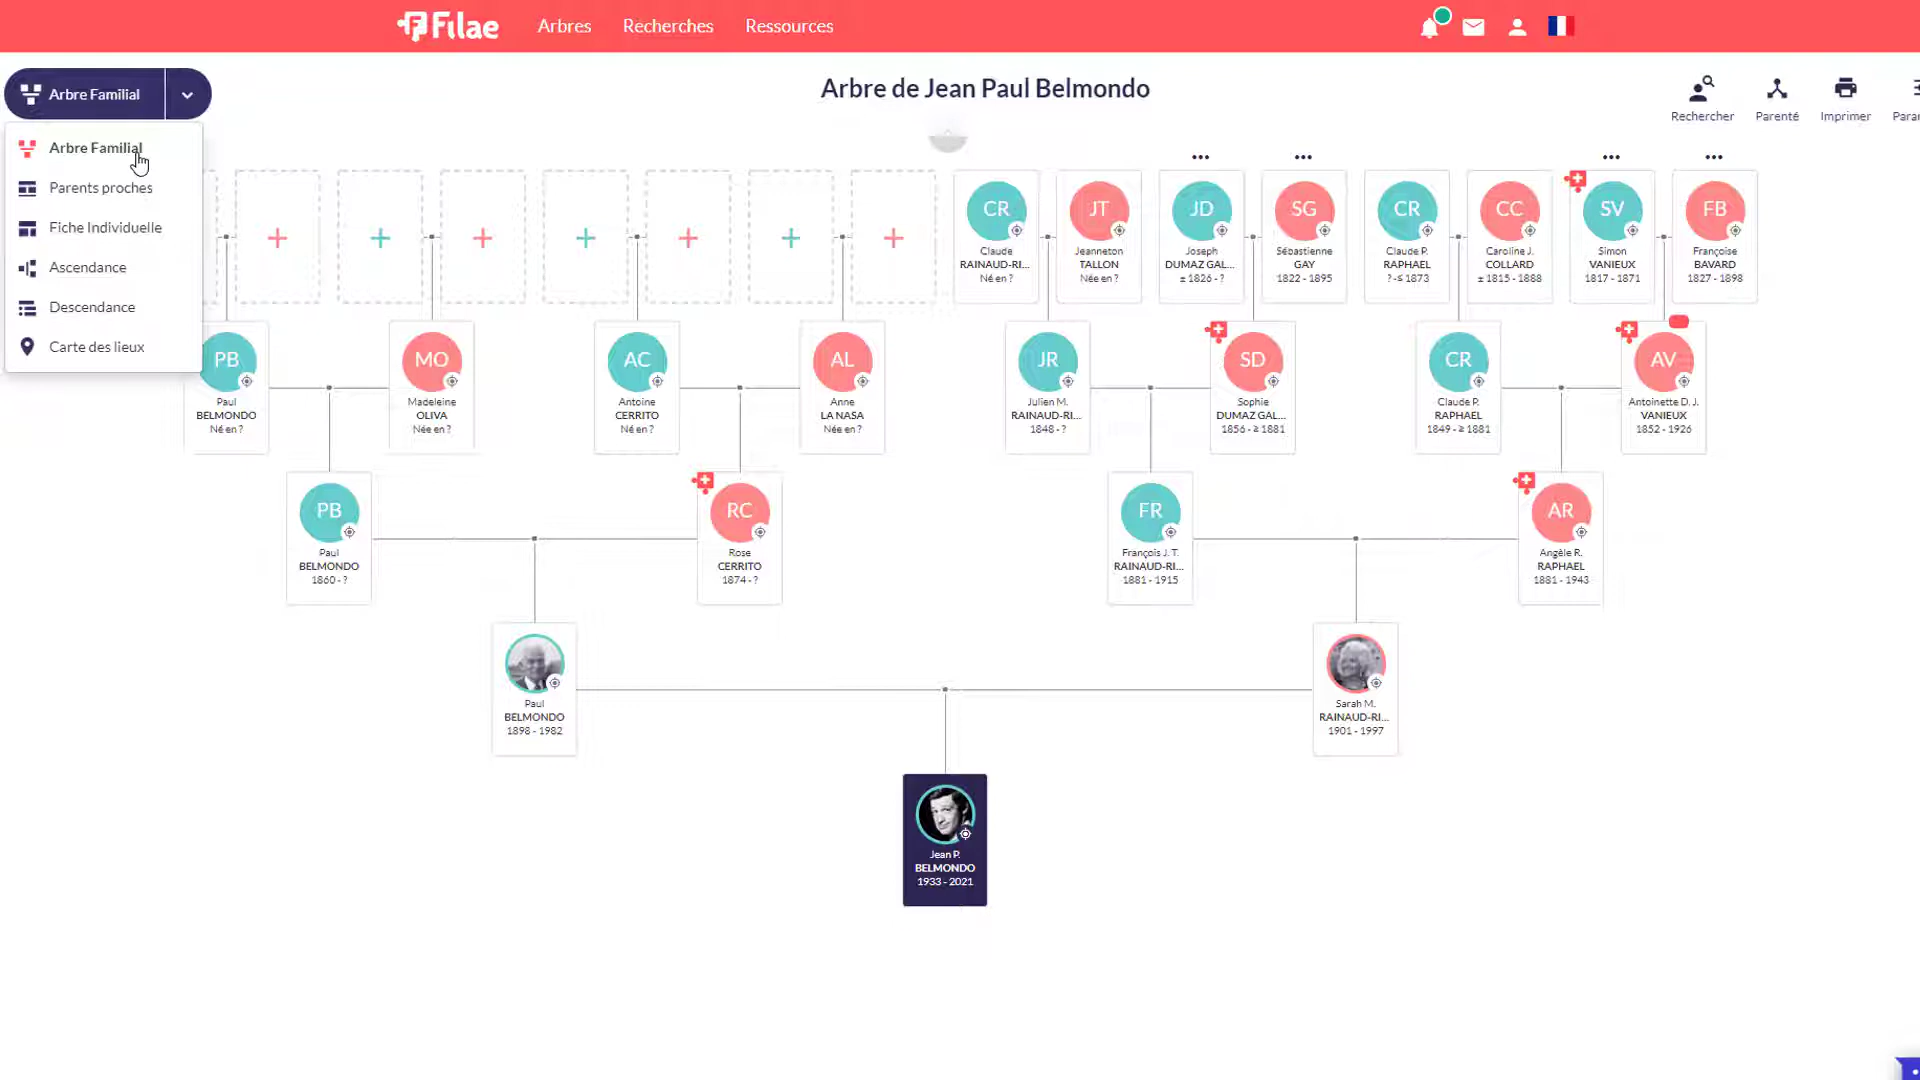 Filae
Arbres
Recherches
Ressources
Arbre Familial
Arbre de Jean Paul Belmondo
Rechercher
Parenté
Imprimer
Arbre Familial
Parents proches
Fiche Individuelle
Ascendance
Descendance
Carte des lieux
CR
Claude
RAINAUD-RI...
Né en ?
JT
Jeanneton
TALLON
Née en ?
JD
Joseph
DUMAZ GAL...
± 1826 - ?
SG
Sébastienne
GAY
1822 - 1895
CR
Claude P.
RAPHAEL
? -≤ 1873
CC
Caroline J.
COLLARD
± 1815 - 1888
SV
Simon
VANIEUX
1817 - 1871
FB
Françoise
BAVARD
1827 - 1898
PB
Paul
BELMONDO
Né en ?
MO
Madeleine
OLIVA
Née en ?
AC
Antoine
CERRITO
Né en ?
AL
Anne
LA NASA
Née en ?
JR
Julien M.
RAINAUD-RI...
1848 - ?
SD
Sophie
DUMAZ GAL...
1856 - ≥ 1881
CR
Claude P.
RAPHAEL
1849 - ≥ 1881
AV
Antoinette D. J.
VANIEUX
1852 - 1926
PB
Paul
BELMONDO
1860 - ?
RC
Rose
CERRITO
1874 - ?
FR
François J. T.
RAINAUD-RI...
1881 - 1915
AR
Angèle R.
RAPHAEL
1881 - 1943
Paul
BELMONDO
1898 - 1982
Sarah M.
RAINAUD-RI...
1901 - 1997
Jean P.
BELMONDO
1933 - 2021